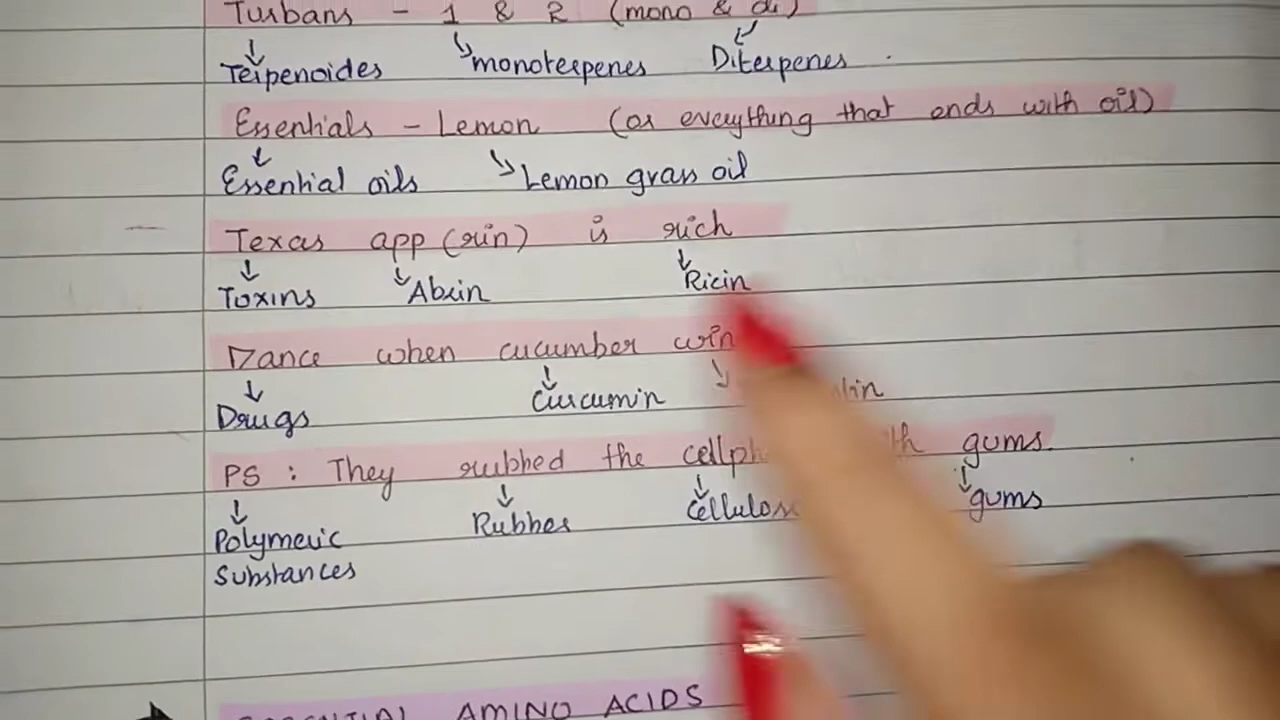 Turbans - 1 & 2 (mono & di)
Terpenoides monoterpenes Diterpenes
Essentials - Lemon (or everything that ends with oil)
Essential oils Lemon grass oil
Texas app (rin) is rich
Toxins Abrin Ricin
Dance when cucumber win
Drugs Curcumin
PS : They rubbed the gums.
Polymeric Rubber gums
Substances
AMINO ACIDS